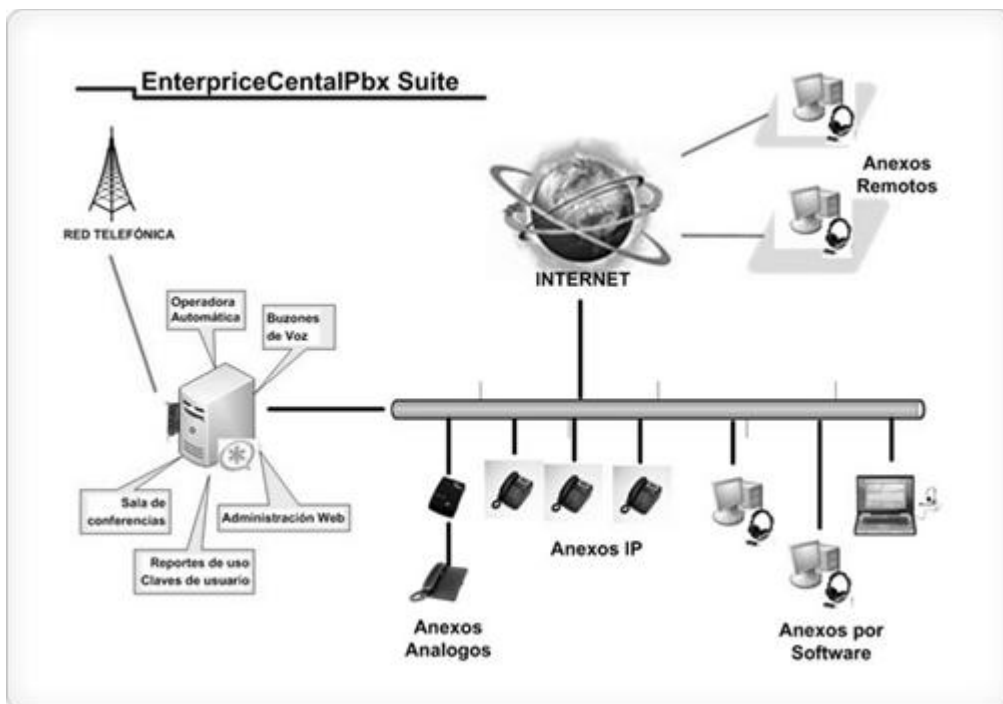 EnterpriceCentalPbx Suite
RED TELEFÓNICA
INTERNET
Anexos
Remotos
Operadora
Automática
Buzones
de Voz
Sala de
conferencias
Administración Web
Reportes de uso
Claves de usuario
Anexos IP
Anexos
Analogos
Anexos por
Software